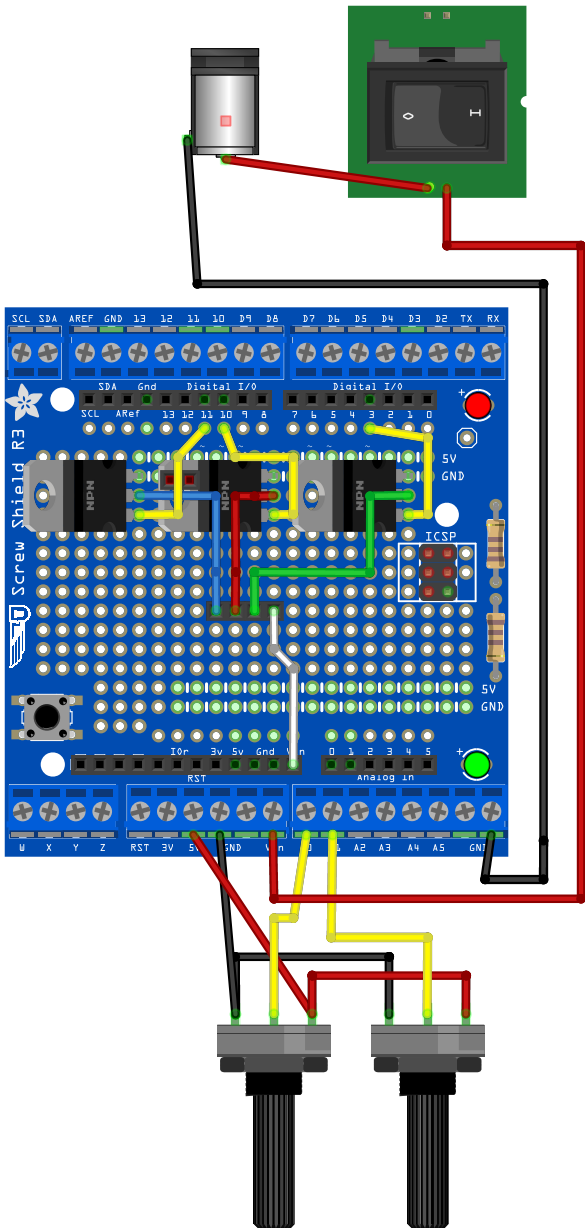 SCL SDA AREF GND 13 12 11 10 D9 D8 D7 D6 D5 D4 D3 D2 TX RX
SDA Gnd Digital I/O Digital I/O
SCL ARef 13 12 11 10 9 8 7 6 5 4 3 2 1 0
5V
GND
NPN NPN NPN
Screw Shield R3
ICSP
5V
GND
IOr 3v 5v Gnd 0 1 2 3 4 5
RST Analog In
W X Y Z RST 3V GND Vin A2 A3 A4 A5 GND